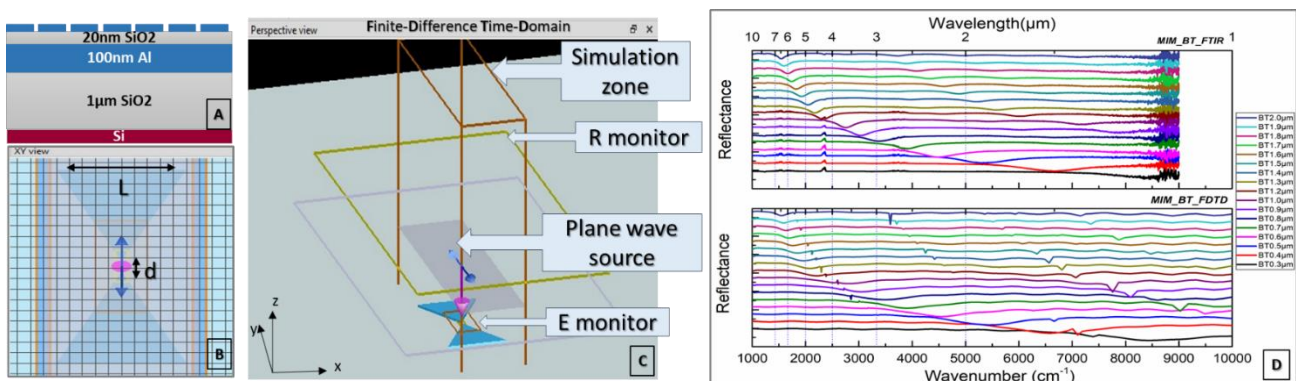 20nm SiO2
100nm Al
1µm SiO2
Si
A
XY view
L
d
B
Finite-Difference Time-Domain
Perspective view
Simulation
zone
R monitor
Plane wave
source
E monitor
z
y
x
C
Wavelength(µm)
10 7 6 5 4 3 2 1
MIM_BT_FTIR
Reflectance
MIM_BT_FDTD
Reflectance
BT2.0µm
BT1.9µm
BT1.8µm
BT1.7µm
BT1.6µm
BT1.5µm
BT1.4µm
BT1.3µm
BT1.2µm
BT1.0µm
BT0.9µm
BT0.8µm
BT0.7µm
BT0.6µm
BT0.5µm
BT0.4µm
BT0.3µm
1000 2000 3000 4000 5000 6000 7000 8000 9000 10000
Wavenumber (cm⁻¹)
D